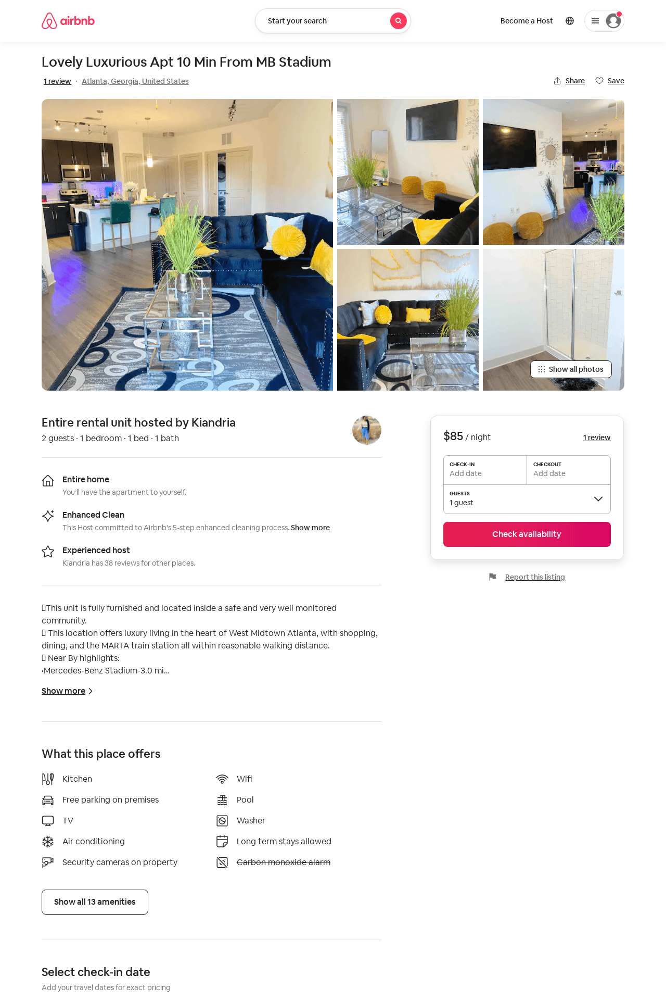 airbnb
Start your search
Become a Host
Lovely Luxurious Apt 10 Min From MB Stadium
1 review · Atlanta, Georgia, United States
Share
Save
Show all photos
Entire rental unit hosted by Kiandria
2 guests · 1 bedroom · 1 bed · 1 bath
Entire home
You’ll have the apartment to yourself.
Enhanced Clean
This Host committed to Airbnb's 5-step enhanced cleaning process. Show more
Experienced host
Kiandria has 38 reviews for other places.
$85 / night
1 review
CHECK-IN
Add date
CHECKOUT
Add date
GUESTS
1 guest
Check availability
Report this listing
This unit is fully furnished and located inside a safe and very well monitored
community.
This location offers luxury living in the heart of West Midtown Atlanta, with shopping,
dining, and the MARTA train station all within reasonable walking distance.
Near By highlights:
•Mercedes-Benz Stadium-3.0 mi…
Show more
What this place offers
Kitchen
Wifi
Free parking on premises
Pool
TV
Washer
Air conditioning
Long term stays allowed
Security cameras on property
Carbon monoxide alarm
Show all 13 amenities
Select check-in date
Add your travel dates for exact pricing